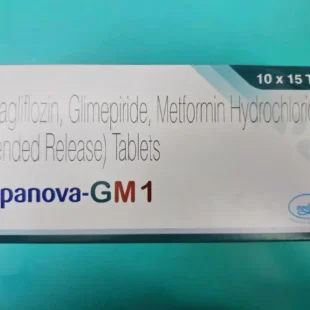 10 x 15 T
agliflozin, Glimepiride, Metformin Hydrochlori
ended Release) Tablets
panova-GM1